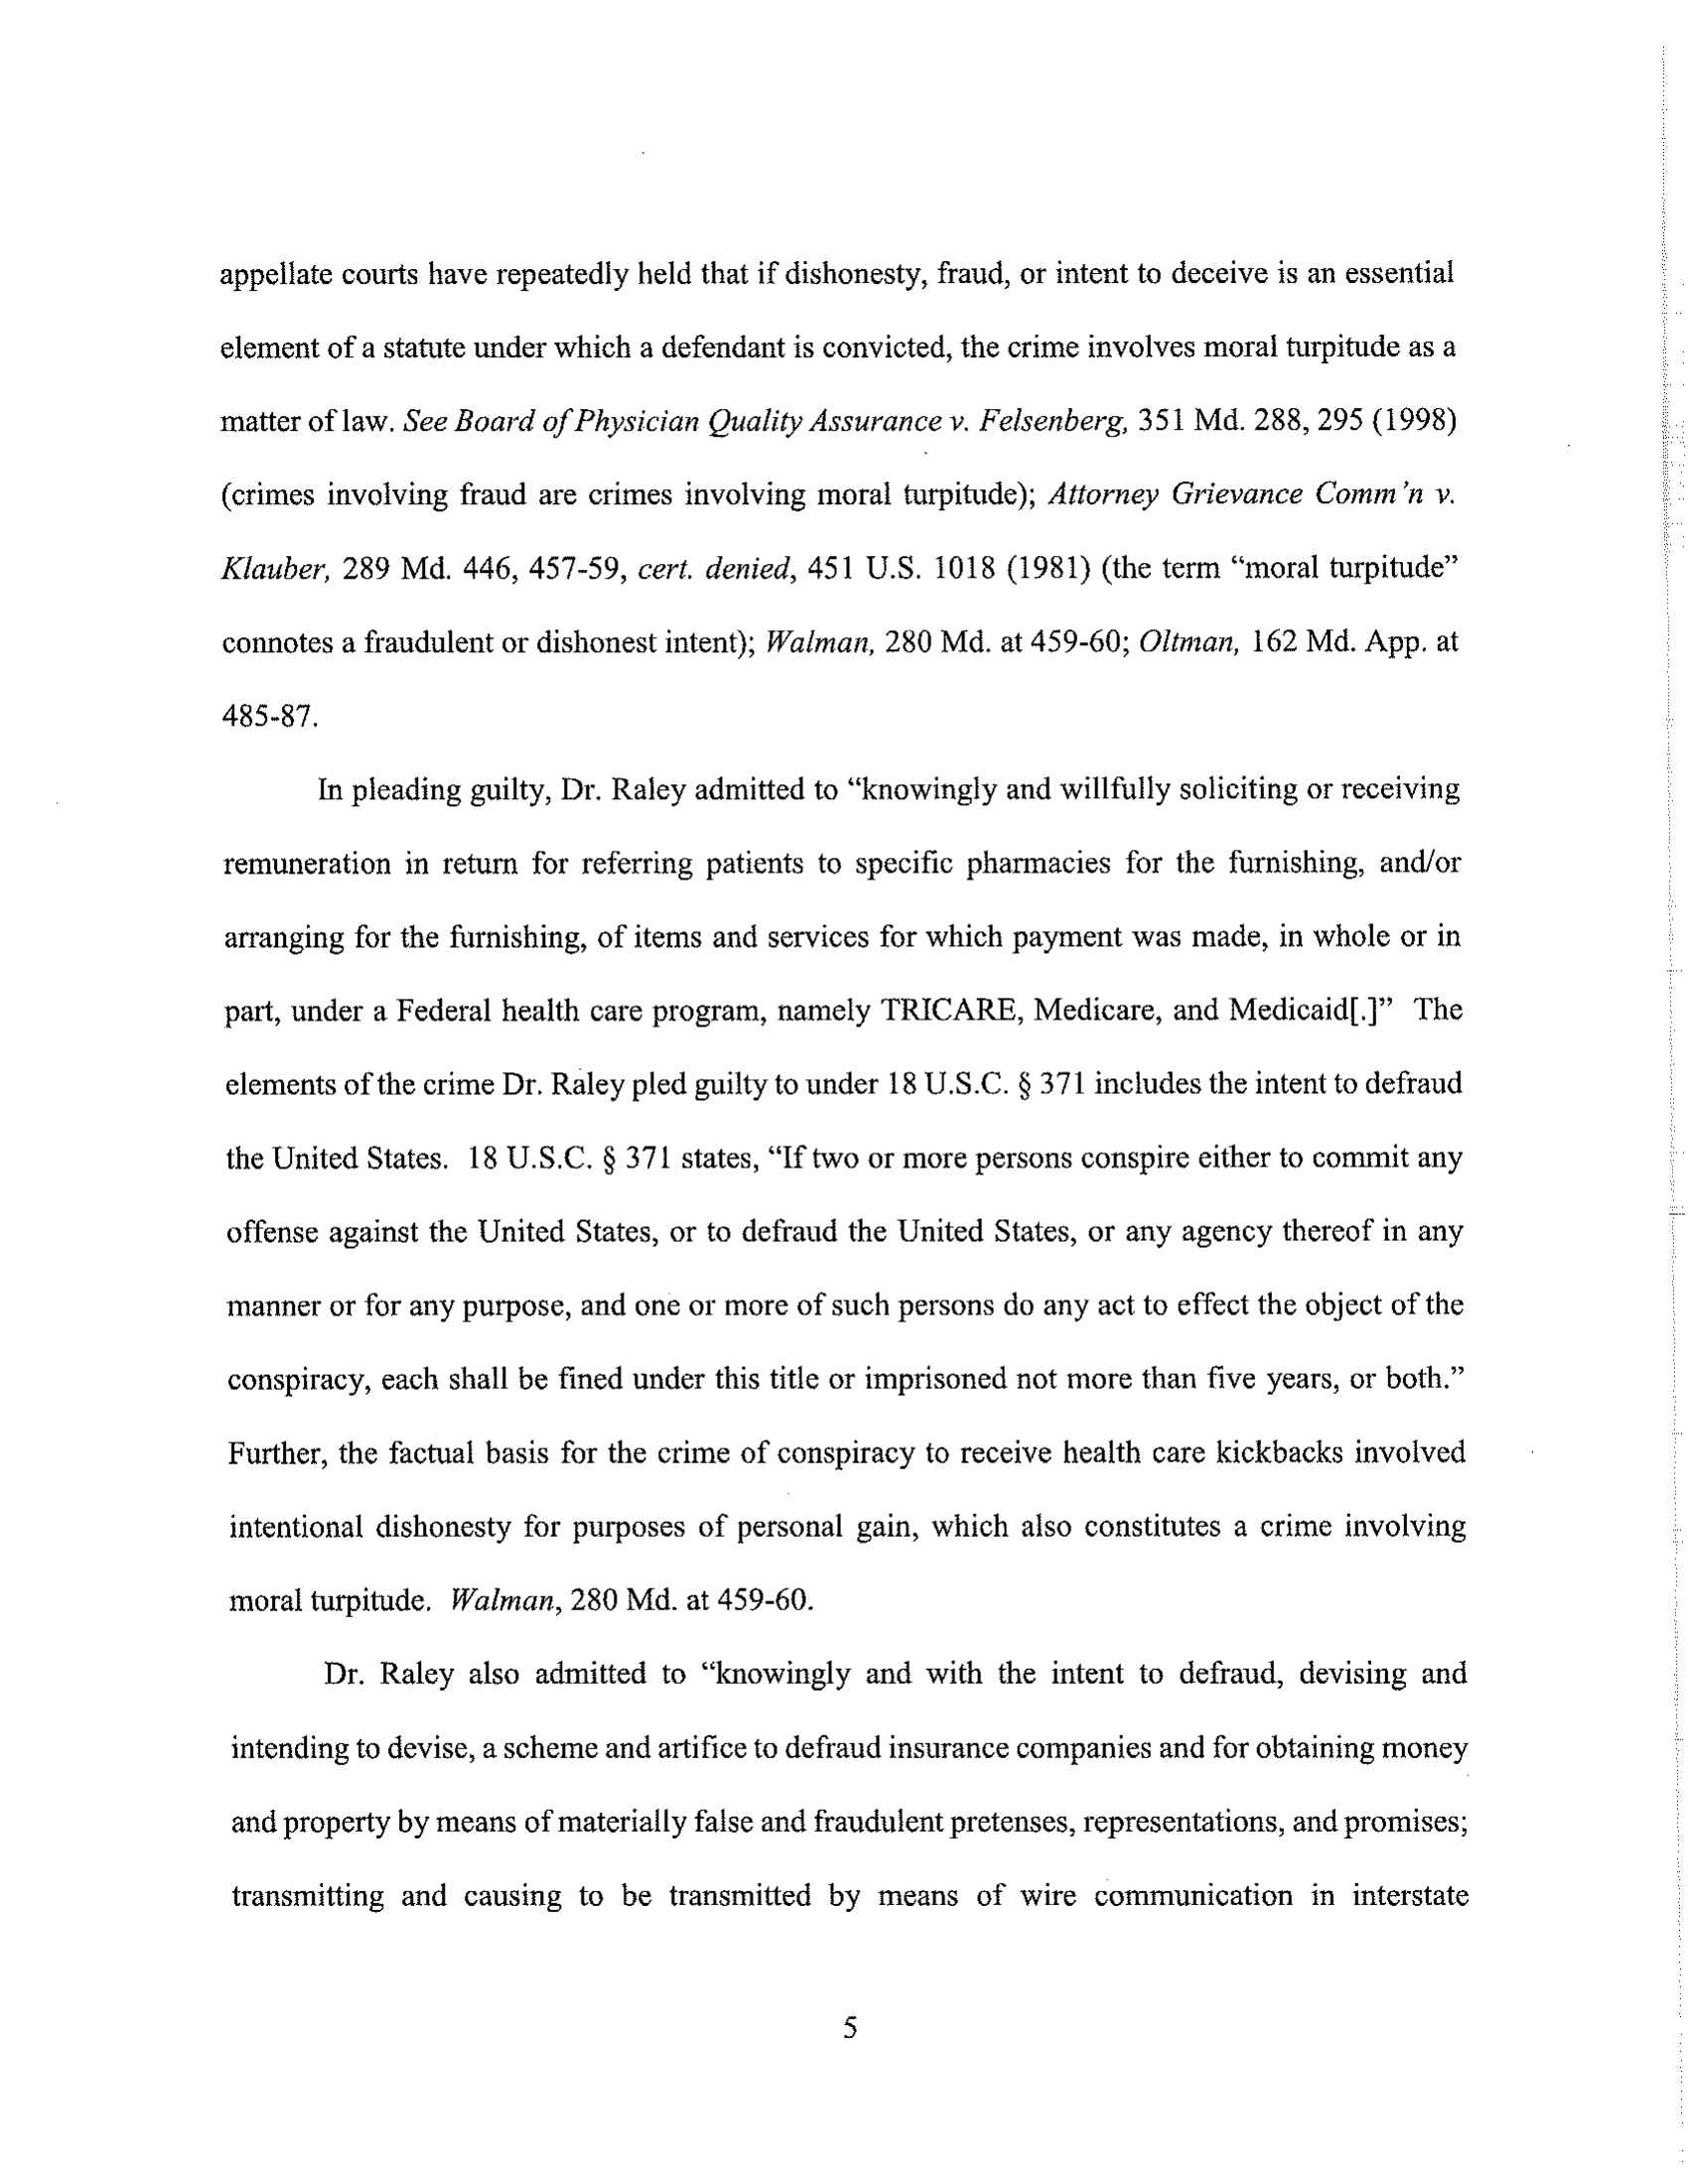 appellate courts have repeatedly held that if dishonesty, fraud, or intent to deceive is an essential
element of a statute under which a defendant is convicted, the crime involves moral turpitude as a
matter of law. See Board of Physician Quality Assurance v. Felsenberg, 351 Md. 288, 295 (1998)
(crimes involving fraud are crimes involving moral turpitude); Attorney Grievance Comm'n v.
Klauber, 289 Md. 446, 457-59, cert. denied, 451 U.S. 1018 (1981) (the term “moral turpitude”
connotes a fraudulent or dishonest intent); Walman, 280 Md. at 459-60; Oltman, 162 Md. App. at
485-87.
In pleading guilty, Dr. Raley admitted to “knowingly and willfully soliciting or receiving
remuneration in return for referring patients to specific pharmacies for the furnishing, and/or
arranging for the furnishing, of items and services for which payment was made, in whole or in
part, under a Federal health care program, namely TRICARE, Medicare, and Medicaid[.]” The
elements of the crime Dr. Raley pled guilty to under 18 U.S.C. § 371 includes the intent to defraud
the United States. 18 U.S.C. § 371 states, “If two or more persons conspire either to commit any
offense against the United States, or to defraud the United States, or any agency thereof in any
manner or for any purpose, and one or more of such persons do any act to effect the object of the
conspiracy, each shall be fined under this title or imprisoned not more than five years, or both.”
Further, the factual basis for the crime of conspiracy to receive health care kickbacks involved
intentional dishonesty for purposes of personal gain, which also constitutes a crime involving
moral turpitude. Walman, 280 Md. at 459-60.
Dr. Raley also admitted to “knowingly and with the intent to defraud, devising and
intending to devise, a scheme and artifice to defraud insurance companies and for obtaining money
and property by means of materially false and fraudulent pretenses, representations, and promises;
transmitting and causing to be transmitted by means of wire communication in interstate
5